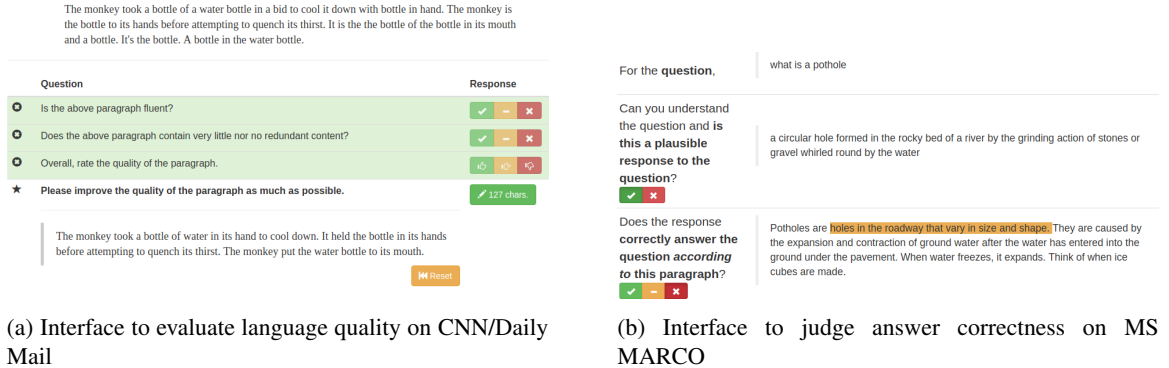 The monkey took a bottle of a water bottle in a bid to cool it down with bottle in hand. The monkey is
the bottle to its hands before attempting to quench its thirst. It is the the bottle of the bottle in its mouth
and a bottle. It's the bottle. A bottle in the water bottle.
Question Response
Is the above paragraph fluent?
Does the above paragraph contain very little nor no redundant content?
Overall, rate the quality of the paragraph.
Please improve the quality of the paragraph as much as possible. 127 chars.
The monkey took a bottle of water in its hand to cool down. It held the bottle in its hands
before attempting to quench its thirst. The monkey put the water bottle to its mouth.
Reset
(a) Interface to evaluate language quality on CNN/Daily
Mail
For the question,
what is a pothole
Can you understand
the question and is
this a plausible
response to the
question?
a circular hole formed in the rocky bed of a river by the grinding action of stones or
gravel whirled round by the water
Does the response
correctly answer the
question according
to this paragraph?
Potholes are holes in the roadway that vary in size and shape. They are caused by
the expansion and contraction of ground water after the water has entered into the
ground under the pavement. When water freezes, it expands. Think of when ice
cubes are made.
(b) Interface to judge answer correctness on MS
MARCO